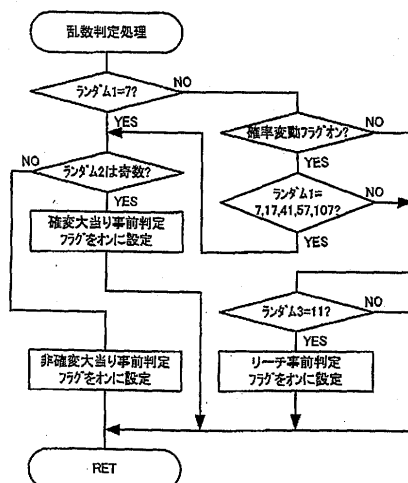 乱数判定処理
ランダム1=7?
NO
YES
確率変動フラグオン?
NO
YES
NO
ランダム2は奇数?
YES
ランダム1=
7,17,41,57,107?
NO
YES
確変大当り事前判定
フラグをオンに設定
ランダム3=11?
NO
YES
非確変大当り事前判定
フラグをオンに設定
リーチ事前判定
フラグをオンに設定
RET